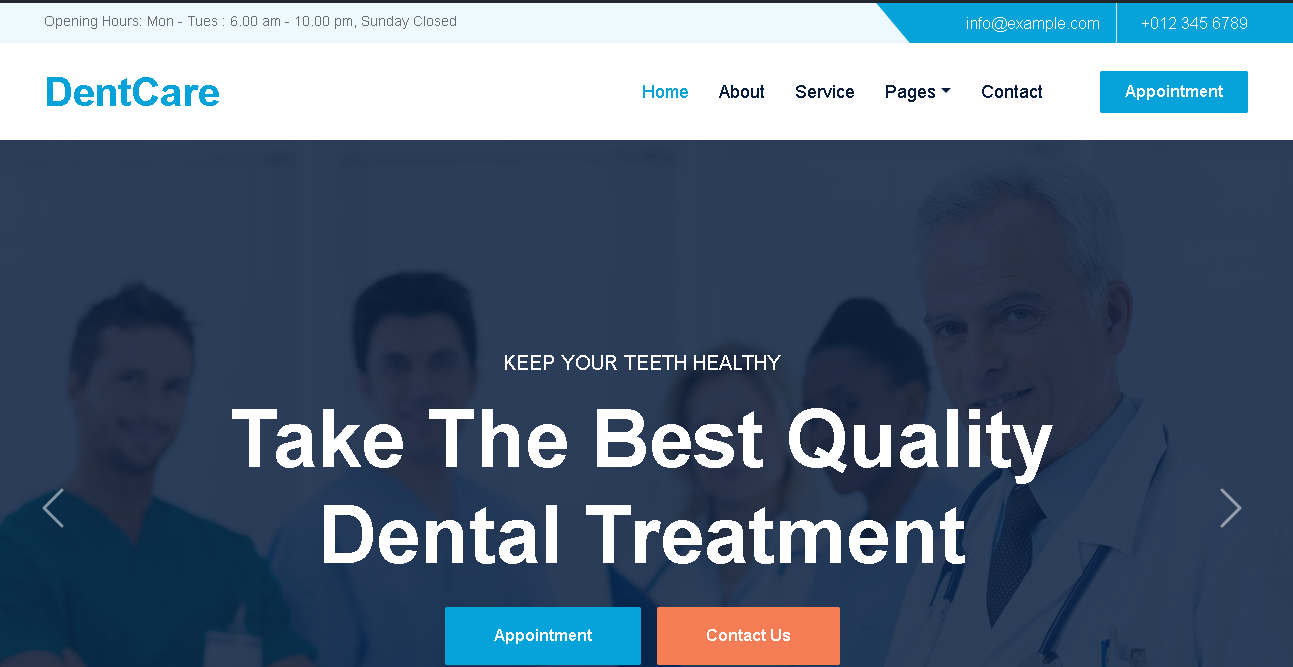 Opening Hours: Mon - Tues : 6.00 am - 10.00 pm, Sunday Closed
info@example.com
+012 345 6789
DentCare
Home
About
Service
Pages
Contact
Appointment
KEEP YOUR TEETH HEALTHY
Take The Best Quality
Dental Treatment
Appointment
Contact Us